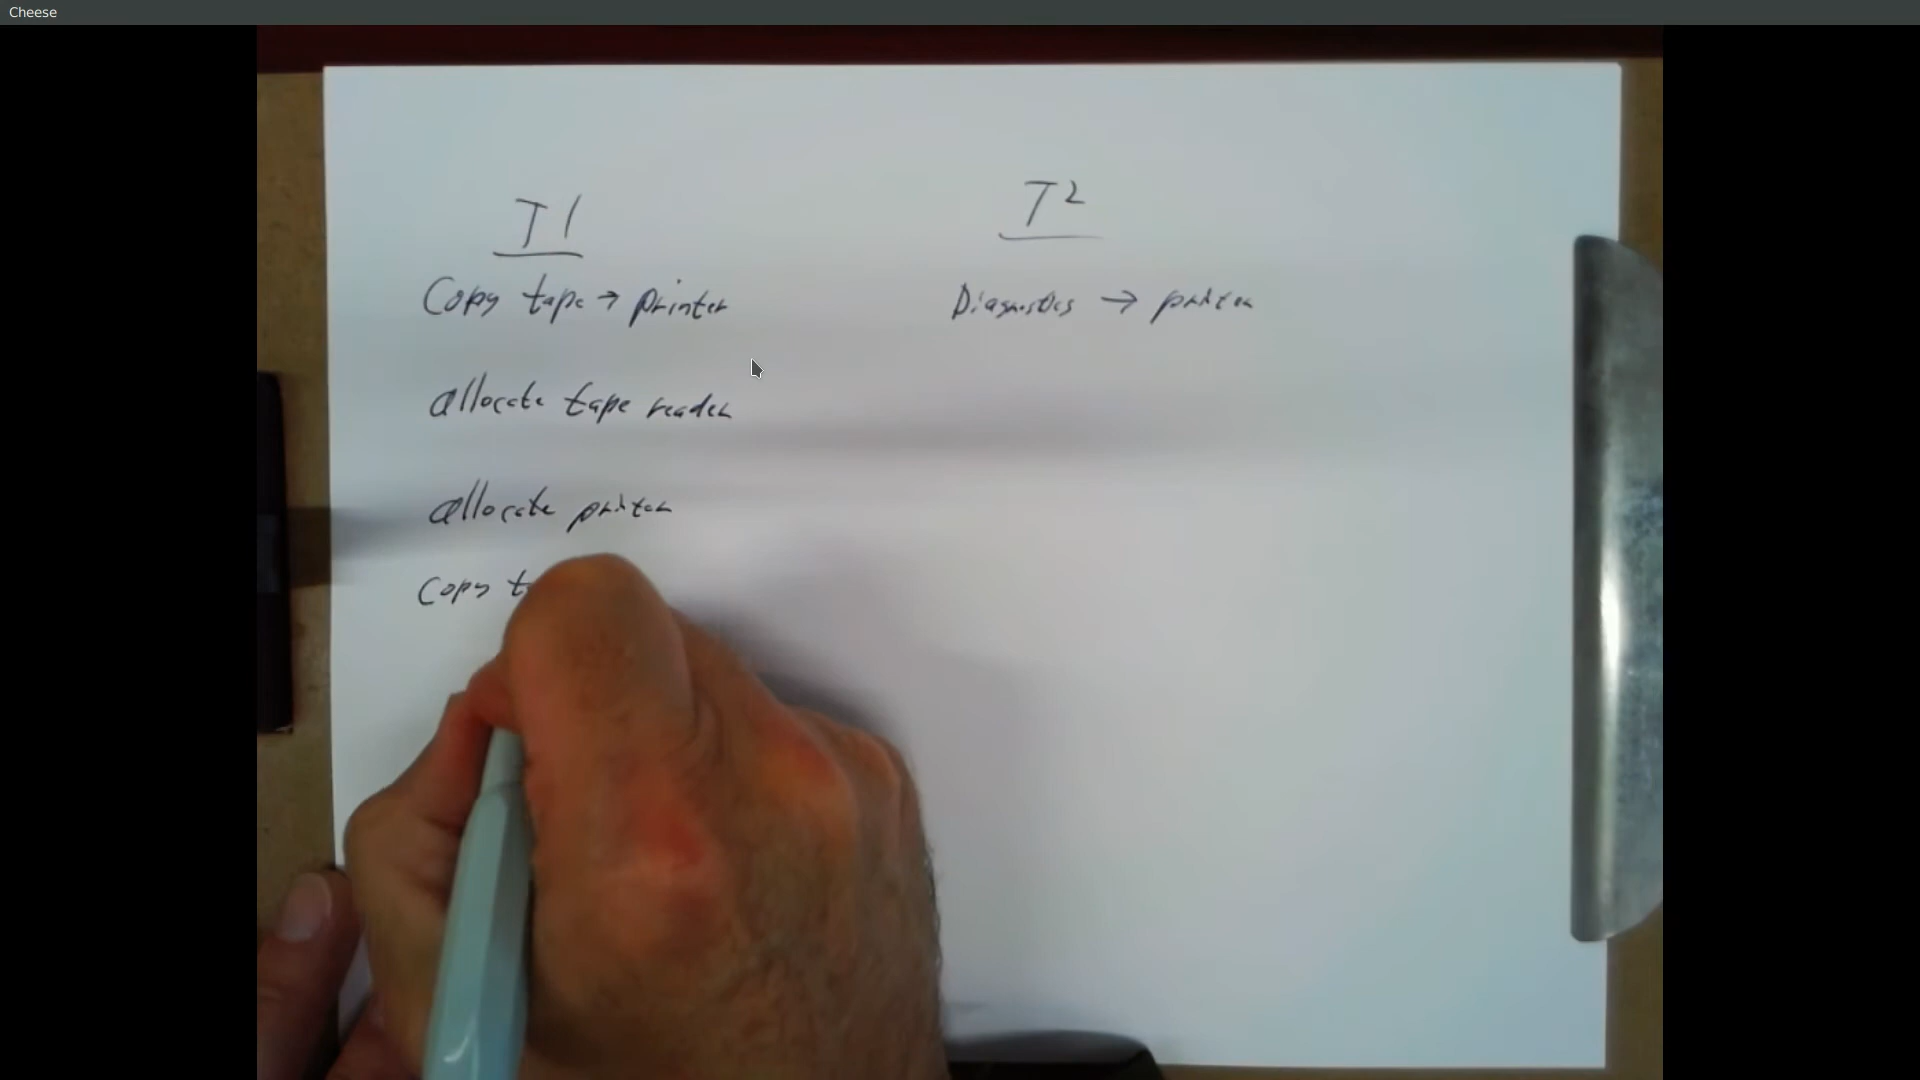 Cheese
T1
T2
Copy tape → printer
Diagnostics → printer
allocate tape reader
allocate printer
Copy